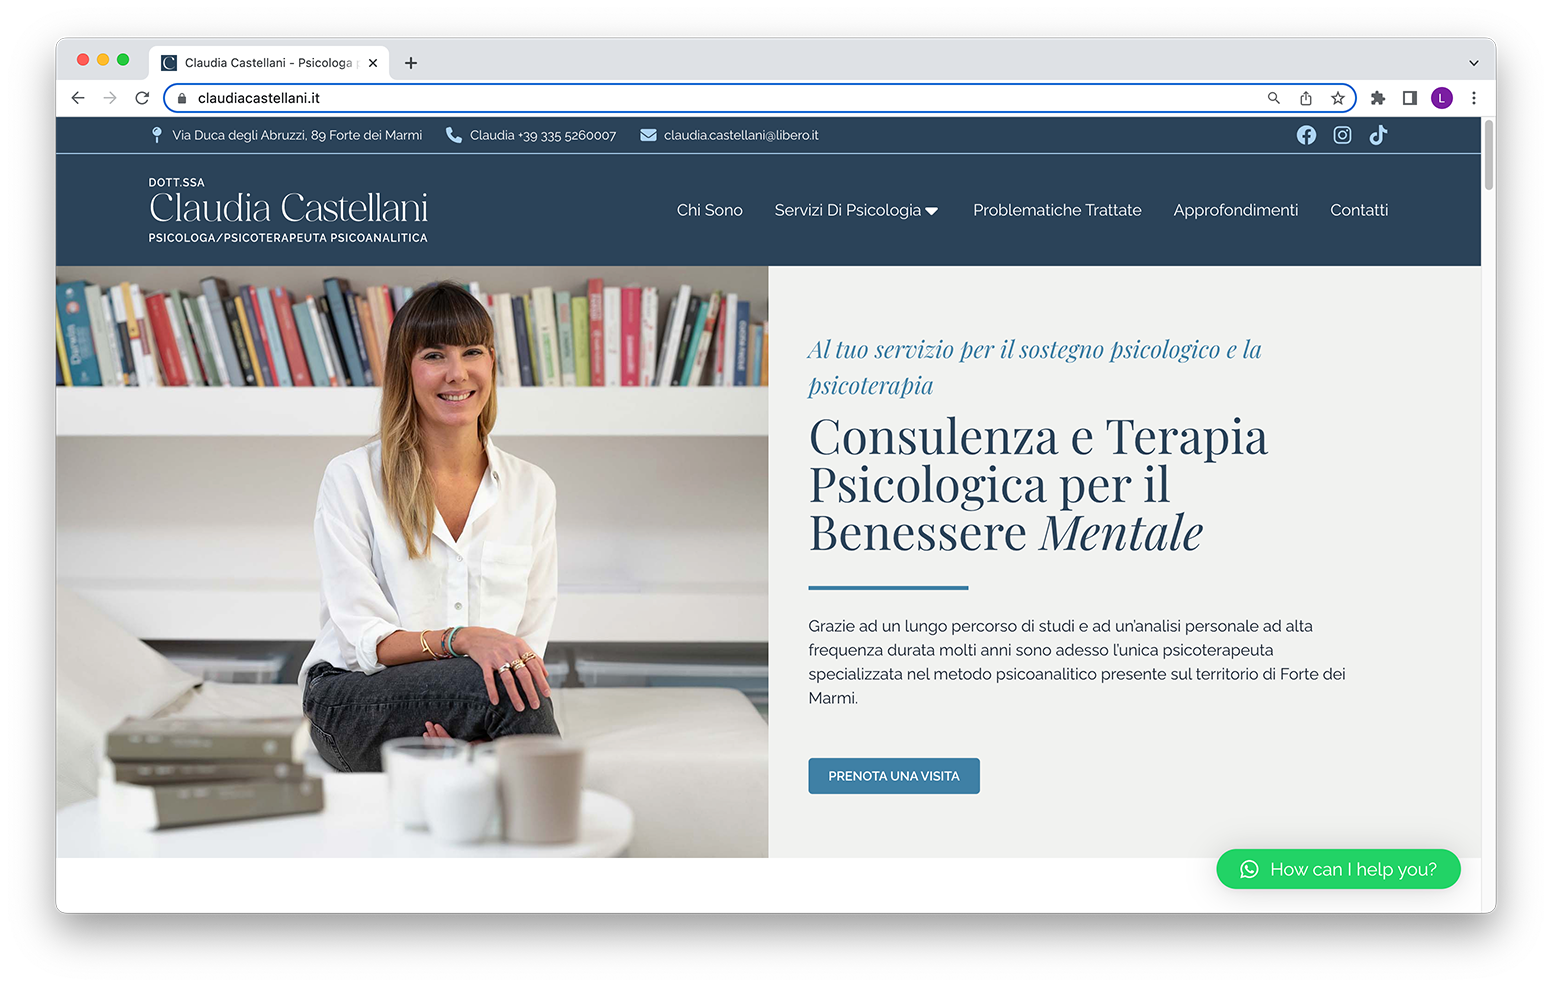 Claudia Castellani - Psicologa
claudiacastellani.it
L
Via Duca degli Abruzzi, 89 Forte dei Marmi
Claudia +39 335 5260007
claudia.castellani@libero.it
DOTT.SSA
Claudia Castellani
PSICOLOGA/PSICOTERAPEUTA PSICOANALITICA
Chi Sono
Servizi Di Psicologia
Problematiche Trattate
Approfondimenti
Contatti
Darwin
Al tuo servizio per il sostegno psicologico e la
psicoterapia
Consulenza e Terapia
Psicologica per il
Benessere Mentale
Grazie ad un lungo percorso di studi e ad un'analisi personale ad alta
frequenza durata molti anni sono adesso l'unica psicoterapeuta
specializzata nel metodo psicoanalitico presente sul territorio di Forte dei
Marmi.
PRENOTA UNA VISITA
How can I help you?